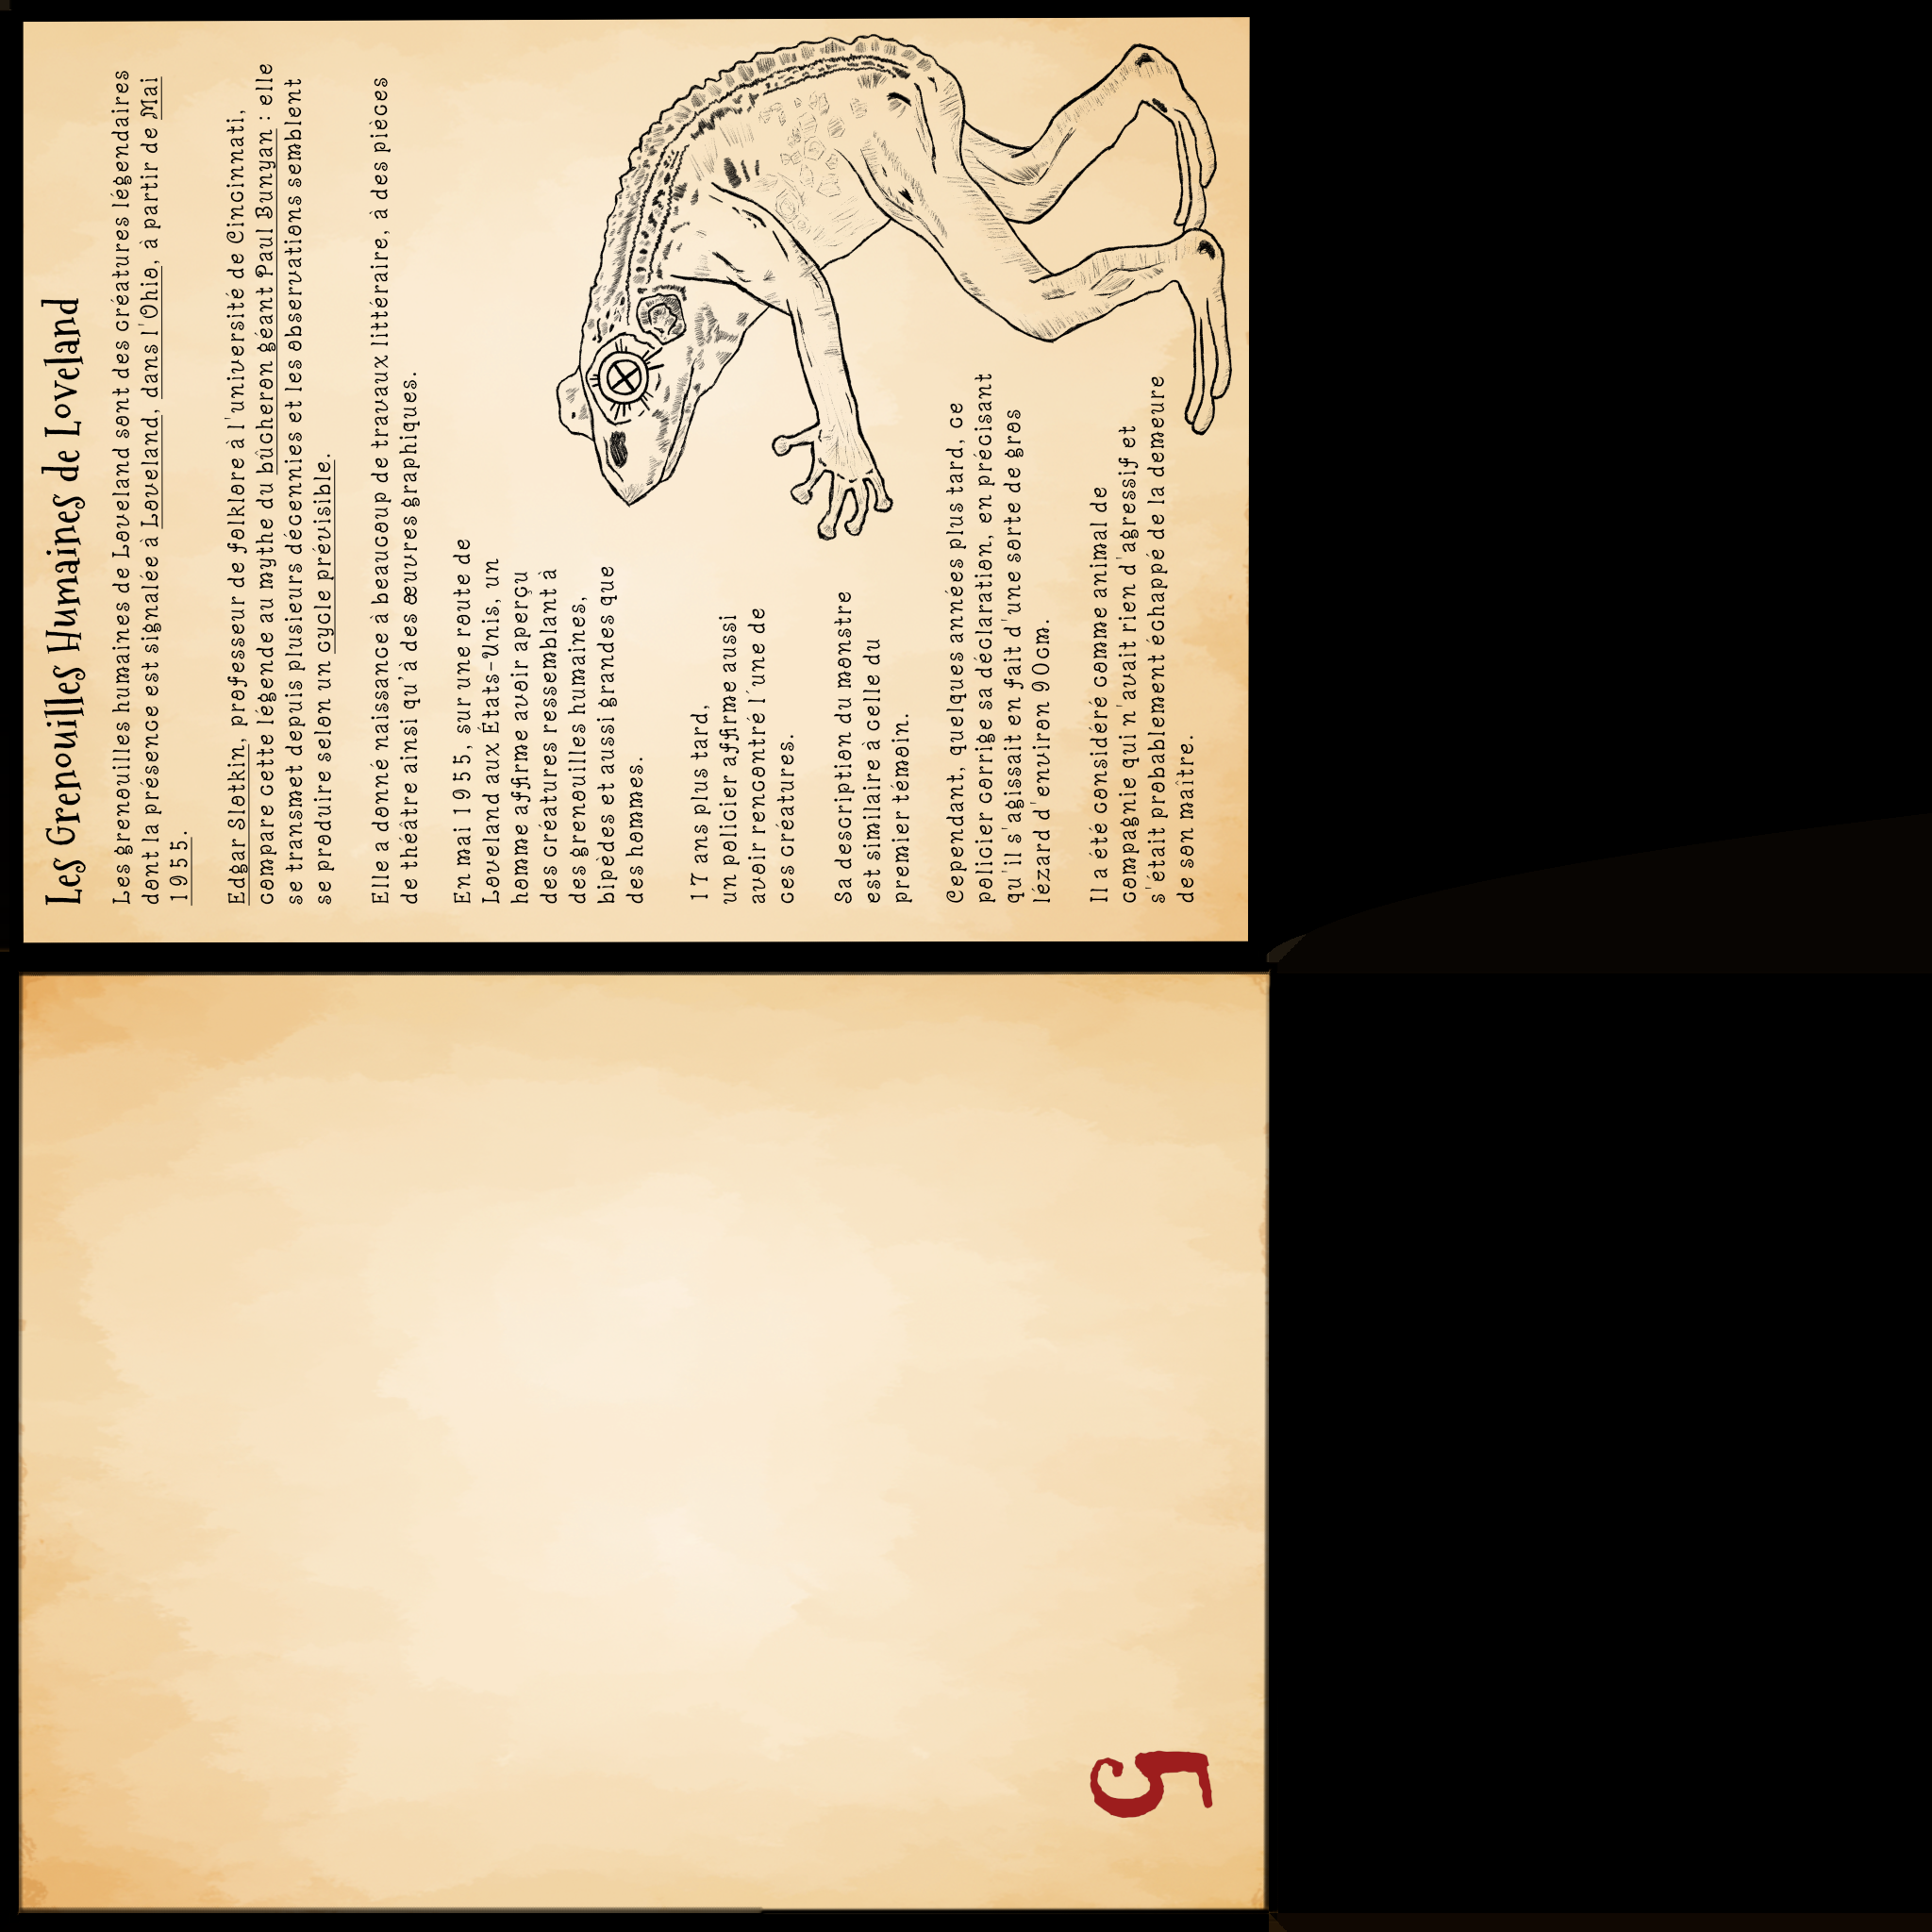 Les Grenouilles Humaines de Loveland
Les grenouilles humaines de Loveland sont des créatures légendaires
dont la présence est signalée à Loveland, dans l'Ohio, à partir de Mai
1955.
Edgar Slotkin, professeur de folklore à l'université de Cincinnati,
compare cette légende au mythe du bûcheron géant Paul Bunyan : elle
se transmet depuis plusieurs décennies et les observations semblent
se produire selon un cycle prévisible.
Elle a donné naissance à beaucoup de travaux littéraire, à des pièces
de théâtre ainsi qu'à des œuvres graphiques.
En mai 1955, sur une route de
Loveland aux États-Unis, un
homme affirme avoir aperçu
des créatures ressemblant à
des grenouilles humaines,
bipèdes et aussi grandes que
des hommes.
17 ans plus tard,
un policier affirme aussi
avoir rencontré l'une de
ces créatures.
Sa description du monstre
est similaire à celle du
premier témoin.
Cependant, quelques années plus tard, ce
policier corrige sa déclaration, en précisant
qu'il s'agissait en fait d'une sorte de gros
lézard d'environ 90cm.
Il a été considéré comme animal de
compagnie qui n'avait rien d'agressif et
s'était probablement échappé de la demeure
de son maître.
5